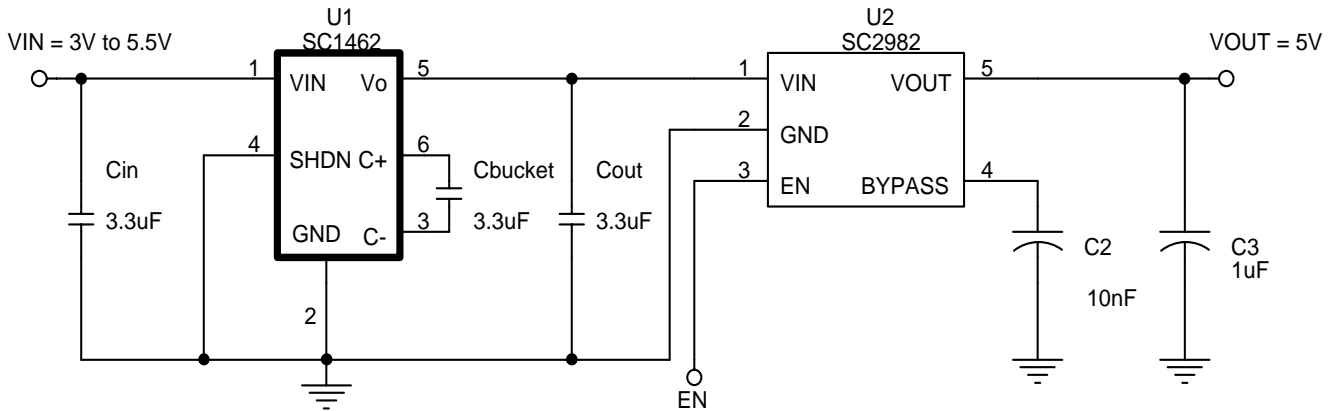 U1
SC1462
U2
SC2982
VIN = 3V to 5.5V
VOUT = 5V
1
VIN
Vo
5
1
VIN
VOUT
5
2
GND
4
SHDN
C+
6
3
EN
BYPASS
4
Cin
3.3uF
Cbucket
3.3uF
Cout
3.3uF
GND
C-
3
2
C2
10nF
C3
1uF
EN